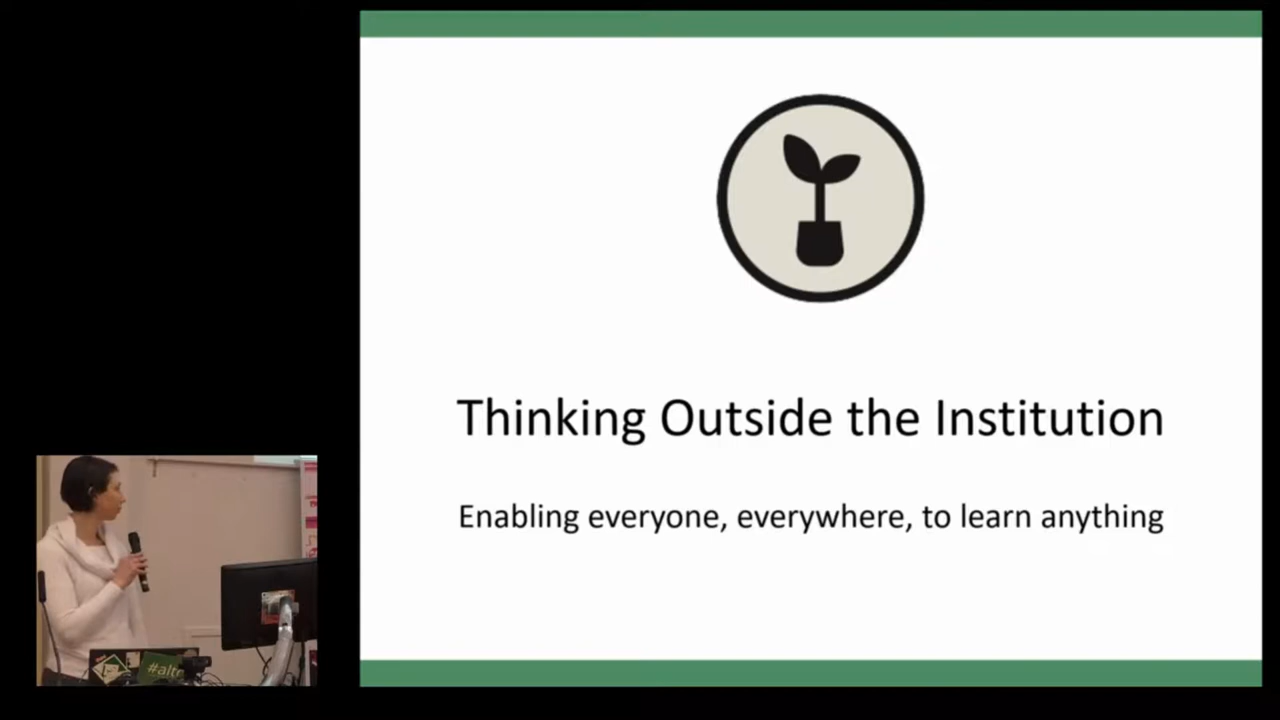 Thinking Outside the Institution
Enabling everyone, everywhere, to learn anything